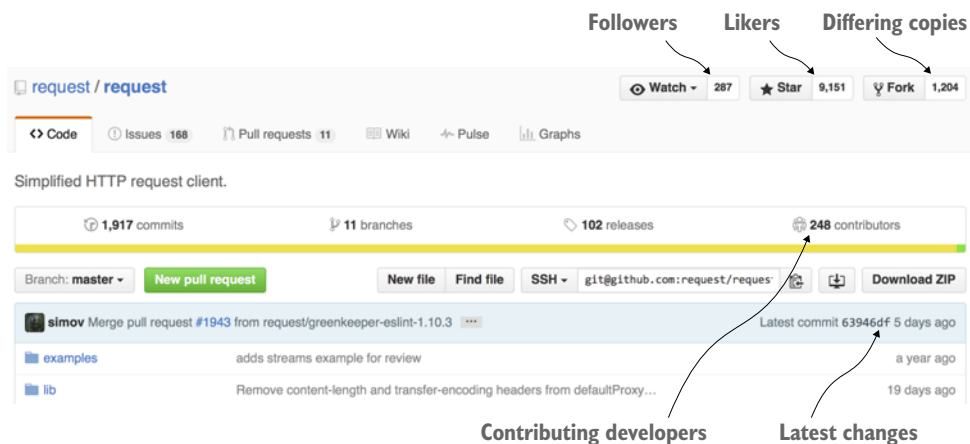 Followers Likers Differing copies
request / request Watch 287 Star 9,151 Fork 1,204
Code Issues 168 Pull requests 11 Wiki Pulse Graphs
Simplified HTTP request client.
1,917 commits 11 branches 102 releases 248 contributors
Branch: master New pull request New file Find file SSH git@github.com:request/reques Download ZIP
simov Merge pull request #1943 from request/greenkeeper-eslint-1.10.3 ... Latest commit 63946df 5 days ago
examples adds streams example for review a year ago
lib Remove content-length and transfer-encoding headers from defaultProxy… 19 days ago
Contributing developers Latest changes